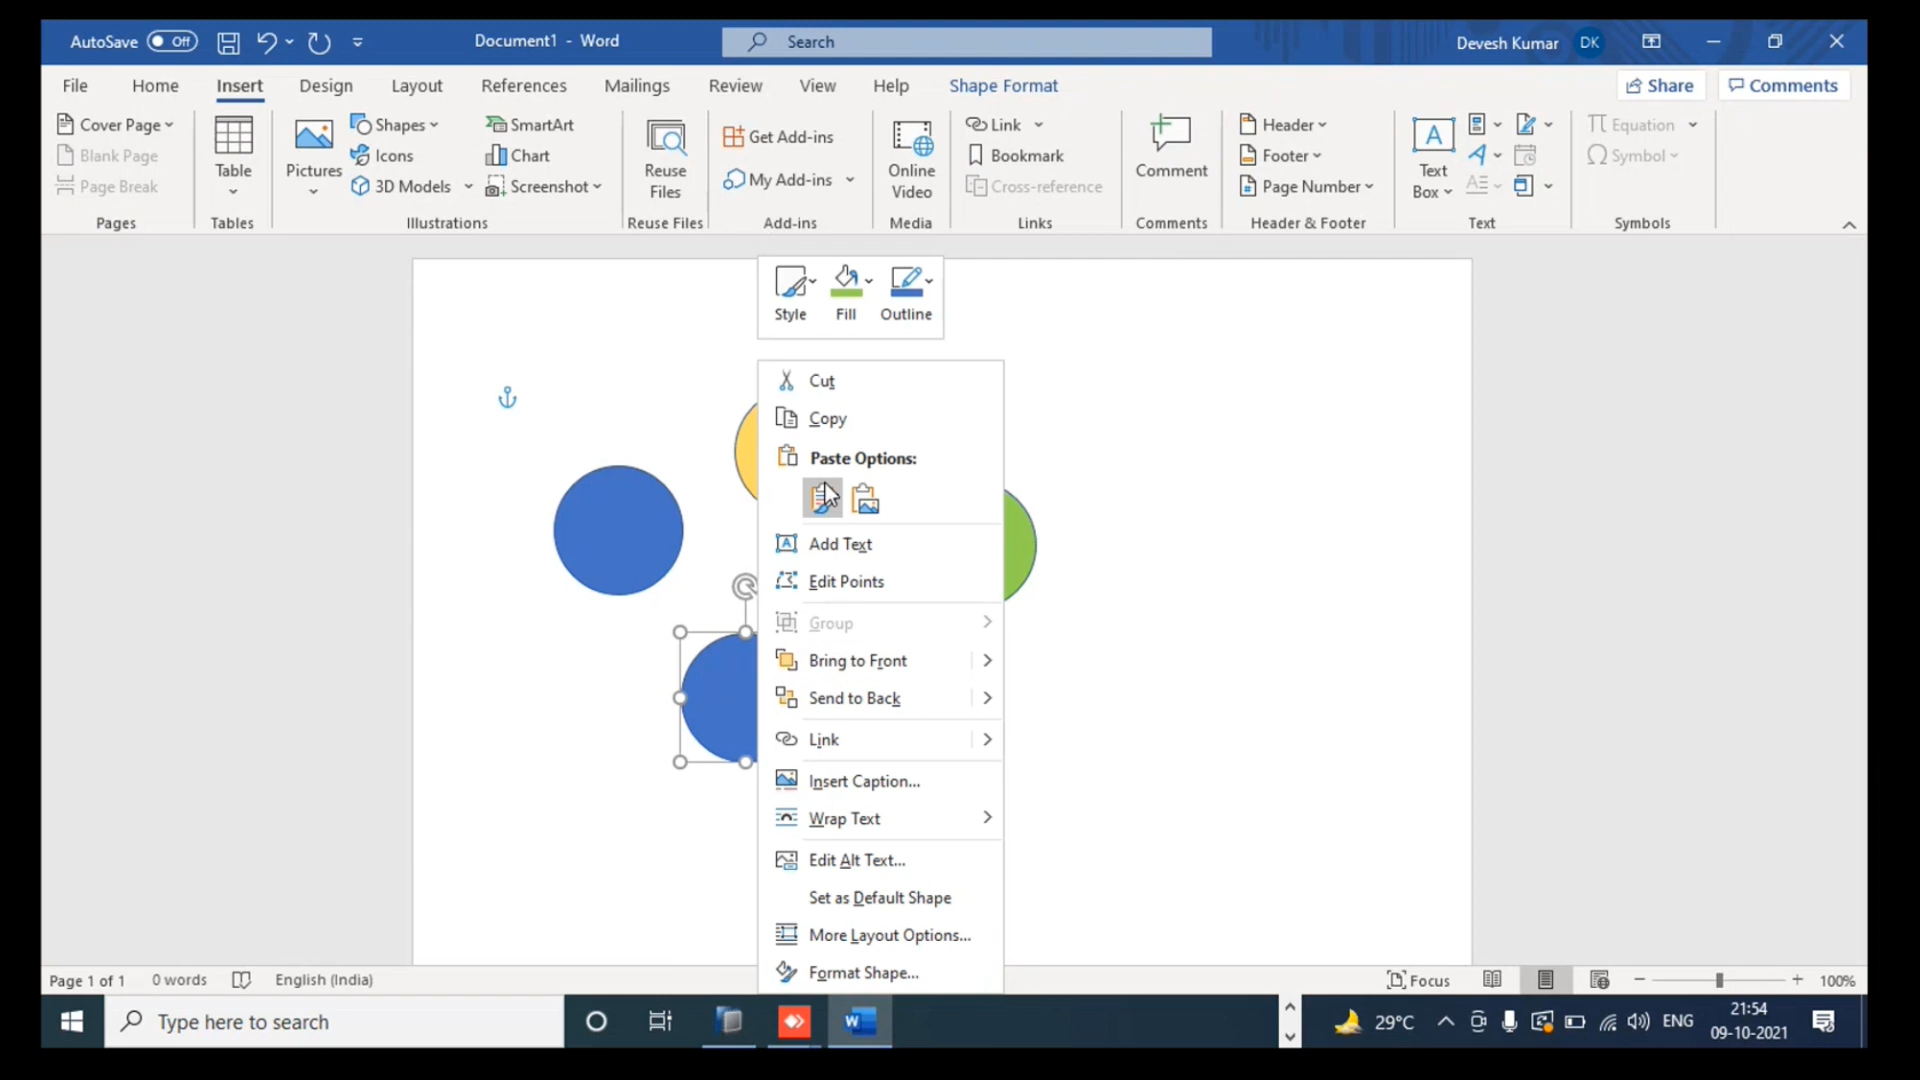 AutoSave Off Document1 - Word Search Devesh Kumar DK
File Home Insert Design Layout References Mailings Review View Help Shape Format Share Comments
Cover Page
Blank Page
Page Break
Pages
Table
Tables
Pictures
Shapes
Icons
3D Models
SmartArt
Chart
Screenshot
Illustrations
Reuse
Files
Reuse Files
Get Add-ins
My Add-ins
Add-ins
Online
Video
Media
Link
Bookmark
Cross-reference
Links
Comment
Comments
Header
Footer
Page Number
Header & Footer
A
Text
Box
Text
Equation
Symbol
Symbols
Style Fill Outline
Cut
Copy
Paste Options:
Add Text
Edit Points
Group
Bring to Front
Send to Back
Link
Insert Caption...
Wrap Text
Edit Alt Text...
Set as Default Shape
More Layout Options...
Format Shape...
Page 1 of 1 0 words English (India) Focus 100%
Type here to search
29°C ENG
21:54
09-10-2021